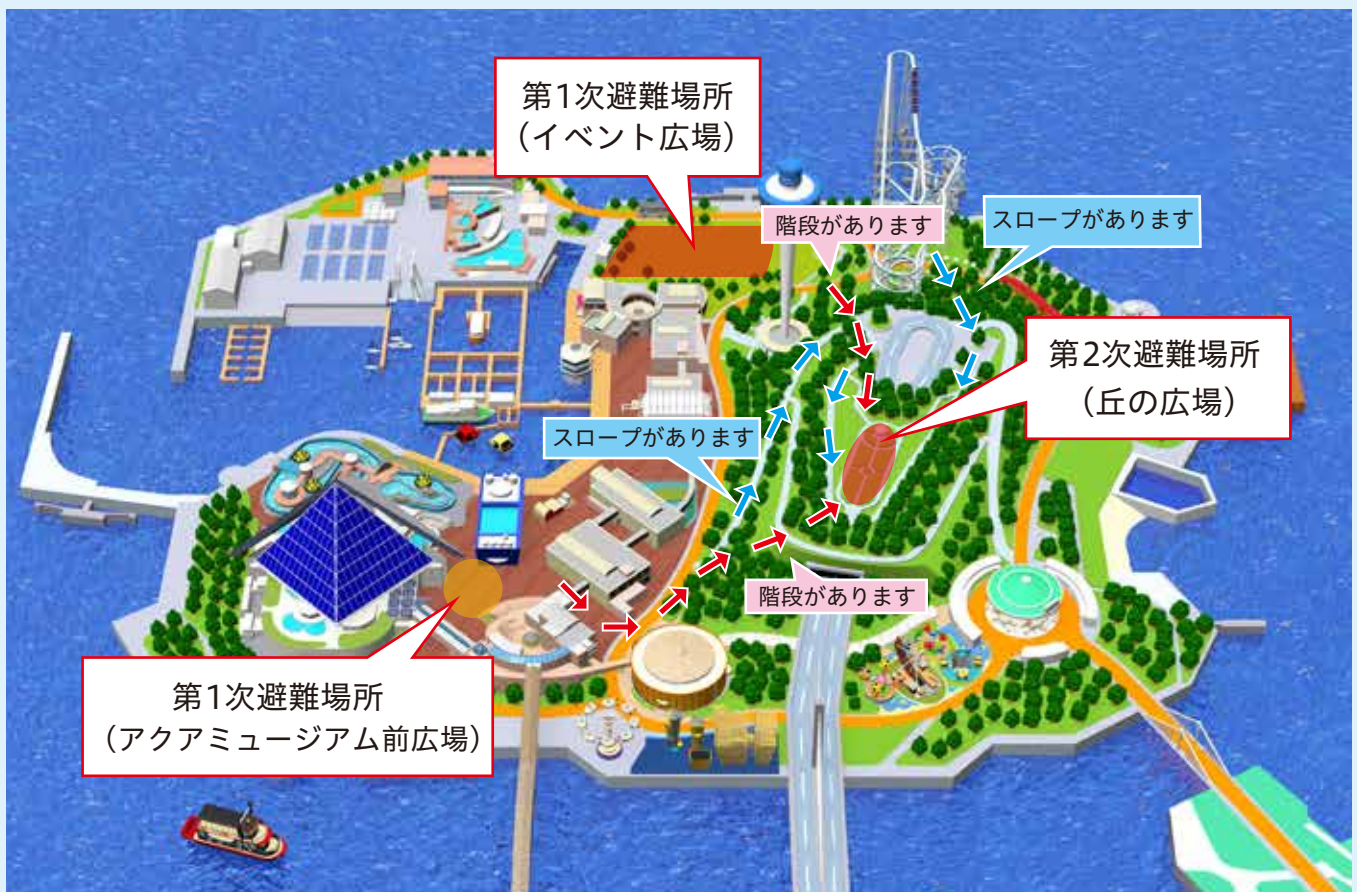 第1次避難場所
（イベント広場）
階段があります
スロープがあります
第2次避難場所
（丘の広場）
スロープがあります
階段があります
第1次避難場所
（アクアミュージアム前広場）